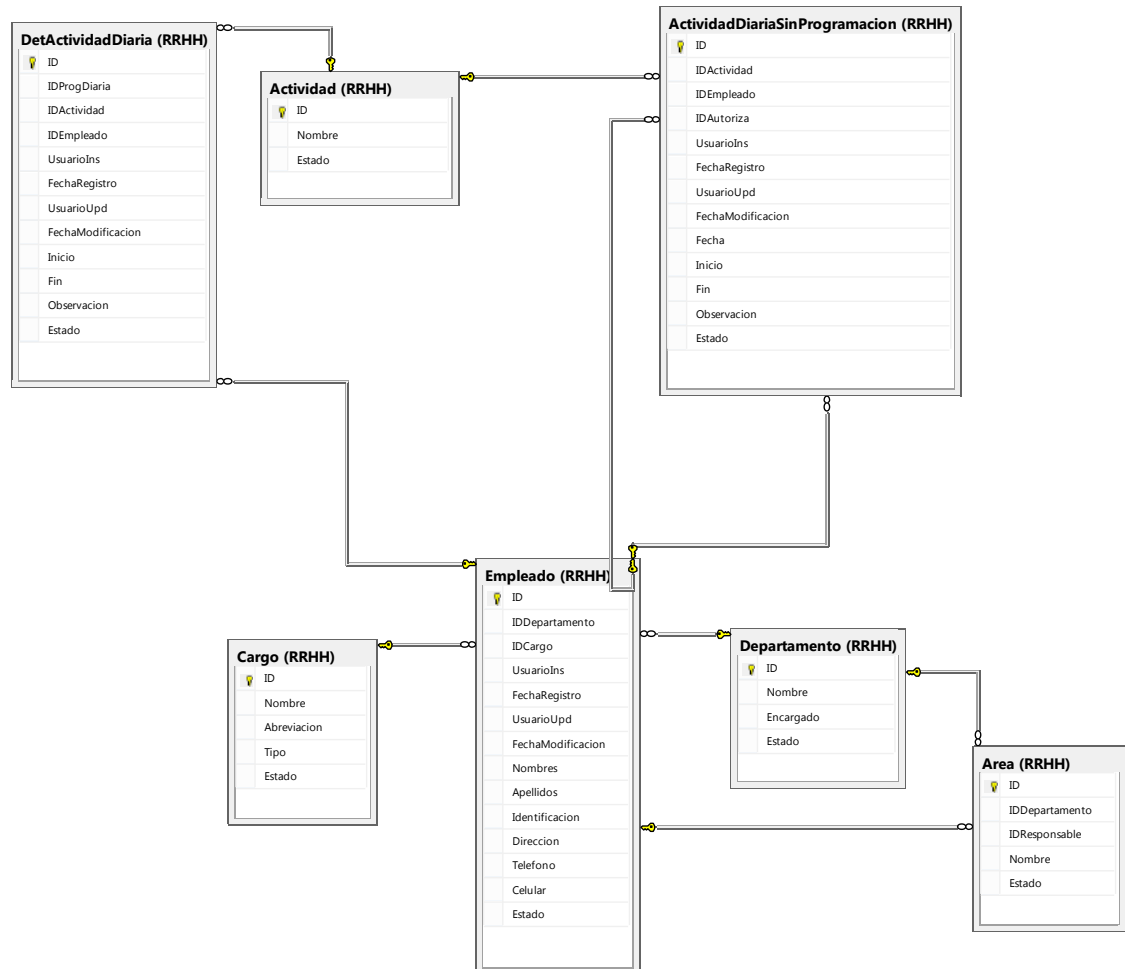 DetActividadDiaria (RRHH)
ID
IDProgDiaria
IDActividad
IDEmpleado
UsuarioIns
FechaRegistro
UsuarioUpd
FechaModificacion
Inicio
Fin
Observacion
Estado
Actividad (RRHH)
ID
Nombre
Estado
ActividadDiariaSinProgramacion (RRHH)
ID
IDActividad
IDEmpleado
IDAutoriza
UsuarioIns
FechaRegistro
UsuarioUpd
FechaModificacion
Fecha
Inicio
Fin
Observacion
Estado
Cargo (RRHH)
ID
Nombre
Abreviacion
Tipo
Estado
Empleado (RRHH)
ID
IDDepartamento
IDCargo
UsuarioIns
FechaRegistro
UsuarioUpd
FechaModificacion
Nombres
Apellidos
Identificacion
Direccion
Telefono
Celular
Estado
Departamento (RRHH)
ID
Nombre
Encargado
Estado
Area (RRHH)
ID
IDDepartamento
IDResponsable
Nombre
Estado